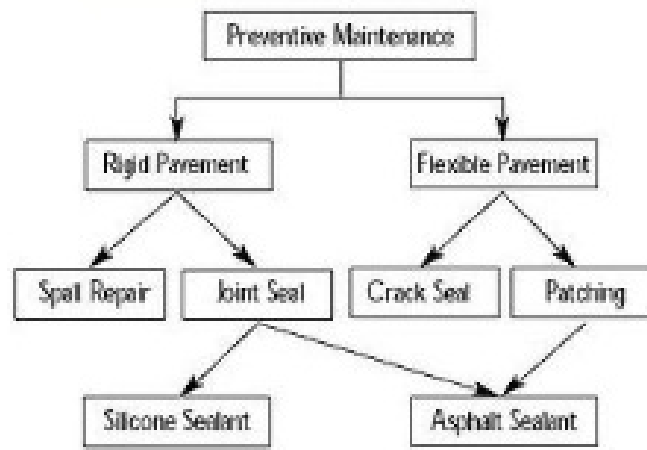 Preventive Maintenance
Rigid Pavement
Flexible Pavement
Spall Repair
Joint Seal
Crack Seal
Patching
Silicone Sealant
Asphalt Sealant